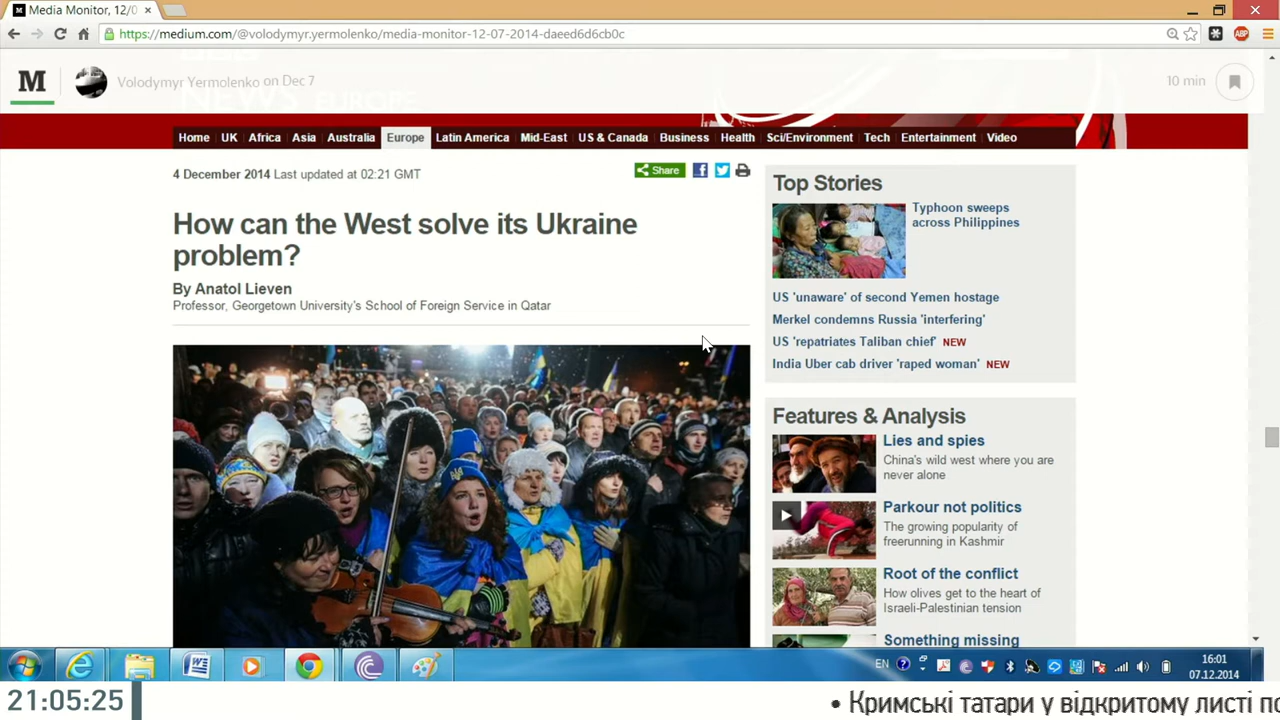 Media Monitor, 12/0
https://medium.com/@volodymyr.yermolenko/media-monitor-12-07-2014-daeed6d6cb0c
ABP
M
Volodymyr Yermolenko on Dec 7
10 min
NEWS EUROPE
Home UK Africa Asia Australia Europe Latin America Mid-East US & Canada Business Health Sci/Environment Tech Entertainment Video
4 December 2014 Last updated at 02:21 GMT
Share
How can the West solve its Ukraine
problem?
By Anatol Lieven
Professor, Georgetown University's School of Foreign Service in Qatar
Top Stories
Typhoon sweeps
across Philippines
US 'unaware' of second Yemen hostage
Merkel condemns Russia 'interfering'
US 'repatriates Taliban chief' NEW
India Uber cab driver 'raped woman' NEW
Features & Analysis
Lies and spies
China's wild west where you are
never alone
Parkour not politics
The growing popularity of
freerunning in Kashmir
Root of the conflict
How olives get to the heart of
Israeli-Palestinian tension
Something missing
EN
16:01
07.12.2014
21:05:25
• Кримські татари у відкритому листі по